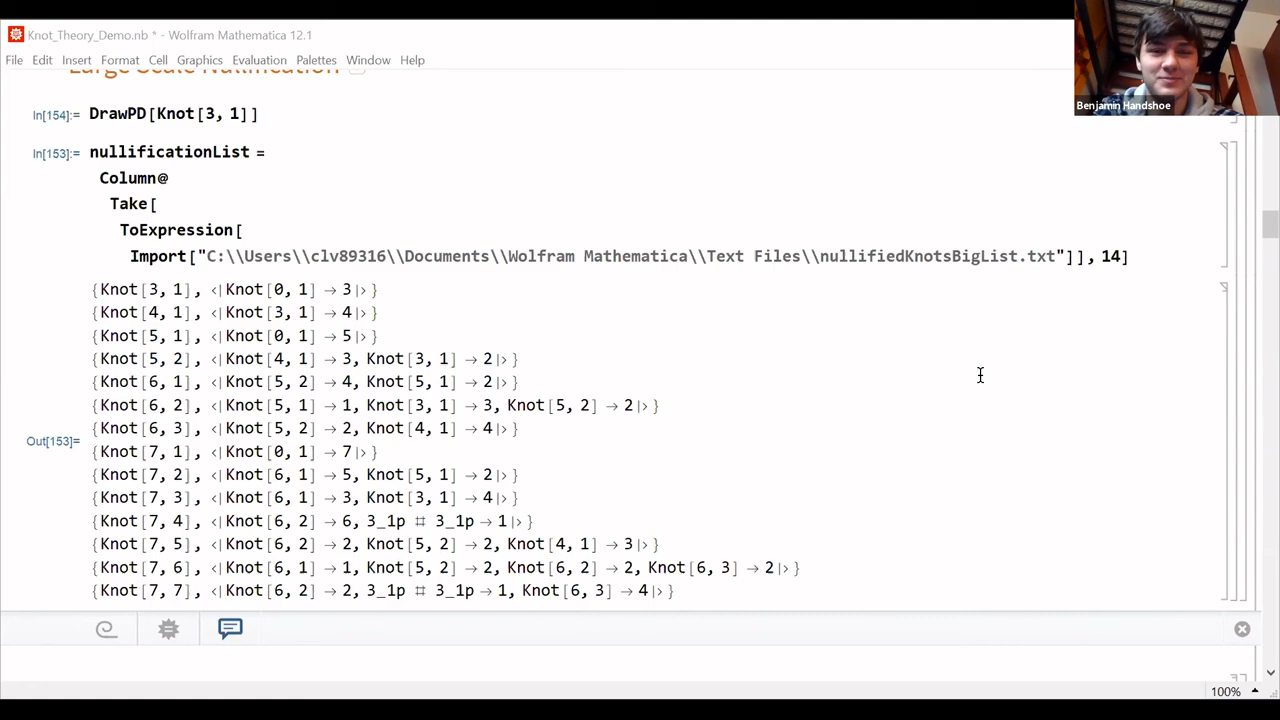 Knot_Theory_Demo.nb * - Wolfram Mathematica 12.1
File Edit Insert Format Cell Graphics Evaluation Palettes Window Help
Large Scale Nullification
In[154]:= DrawPD[Knot[3, 1]]
In[153]:= nullificationList =
Column@
Take[
ToExpression[
Import["C:\\Users\\clv89316\\Documents\\Wolfram Mathematica\\Text Files\\nullifiedKnotsBigList.txt"]], 14]
{Knot[3, 1], <|Knot[0, 1] → 3|>}
{Knot[4, 1], <|Knot[3, 1] → 4|>}
{Knot[5, 1], <|Knot[0, 1] → 5|>}
{Knot[5, 2], <|Knot[4, 1] → 3, Knot[3, 1] → 2|>}
{Knot[6, 1], <|Knot[5, 2] → 4, Knot[5, 1] → 2|>}
{Knot[6, 2], <|Knot[5, 1] → 1, Knot[3, 1] → 3, Knot[5, 2] → 2|>}
{Knot[6, 3], <|Knot[5, 2] → 2, Knot[4, 1] → 4|>}
Out[153]=
{Knot[7, 1], <|Knot[0, 1] → 7|>}
{Knot[7, 2], <|Knot[6, 1] → 5, Knot[5, 1] → 2|>}
{Knot[7, 3], <|Knot[6, 1] → 3, Knot[3, 1] → 4|>}
{Knot[7, 4], <|Knot[6, 2] → 6, 3_1p # 3_1p → 1|>}
{Knot[7, 5], <|Knot[6, 2] → 2, Knot[5, 2] → 2, Knot[4, 1] → 3|>}
{Knot[7, 6], <|Knot[6, 1] → 1, Knot[5, 2] → 2, Knot[6, 2] → 2, Knot[6, 3] → 2|>}
{Knot[7, 7], <|Knot[6, 2] → 2, 3_1p # 3_1p → 1, Knot[6, 3] → 4|>}
Benjamin Handshoe
100%